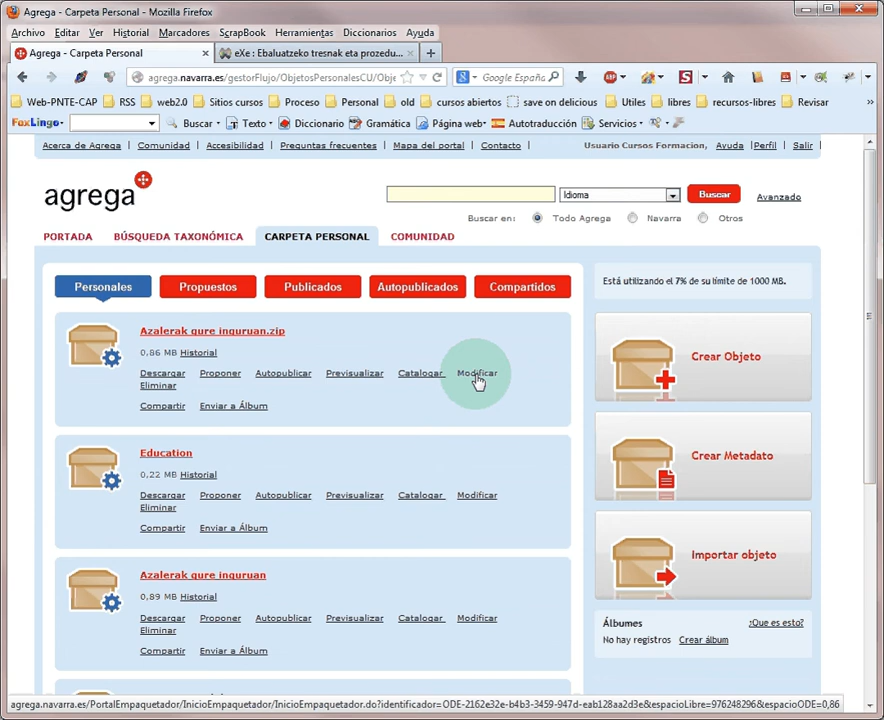 Agrega - Carpeta Personal - Mozilla Firefox
Archivo Editar Ver Historial Marcadores ScrapBook Herramientas Diccionarios Ayuda
Agrega - Carpeta Personal
eXe : Ebaluatzeko tresnak eta prozedu...
agrega.navarra.es/gestorFlujo/ObjetosPersonalesCU/Obje
Google Español
Web-PNTE-CAP RSS web2.0 Sitios cursos Proceso Personal old cursos abiertos save on delicious Utiles libres recursos-libres Revisar
FoxLingo Buscar Texto Diccionario Gramática Página web Autotraducción Servicios
Acerca de Agrega | Comunidad | Accesibilidad | Preguntas frecuentes | Mapa del portal | Contacto | Usuario Cursos Formacion, Ayuda |Perfil | Salir |
agrega
Idioma
Buscar
Avanzado
Buscar en: Todo Agrega Navarra Otros
PORTADA BÚSQUEDA TAXONÓMICA CARPETA PERSONAL COMUNIDAD
Personales Propuestos Publicados Autopublicados Compartidos
Está utilizando el 7% de su límite de 1000 MB.
Azalerak gure inguruan.zip
0,86 MB Historial
Descargar Proponer Autopublicar Previsualizar Catalogar Modificar
Eliminar
Compartir Enviar a Álbum
Crear Objeto
Education
0,22 MB Historial
Descargar Proponer Autopublicar Previsualizar Catalogar Modificar
Eliminar
Compartir Enviar a Álbum
Crear Metadato
Azalerak gure inguruan
0,89 MB Historial
Descargar Proponer Autopublicar Previsualizar Catalogar Modificar
Eliminar
Compartir Enviar a Álbum
Importar objeto
Álbumes ¿Que es esto?
No hay registros Crear álbum
agrega.navarra.es/PortalEmpaquetador/InicioEmpaquetador/InicioEmpaquetador.do?identificador=ODE-2162e32e-b4b3-3459-947d-eab128aa2d3e&espacioLibre=976248296&espacioODE=0,86